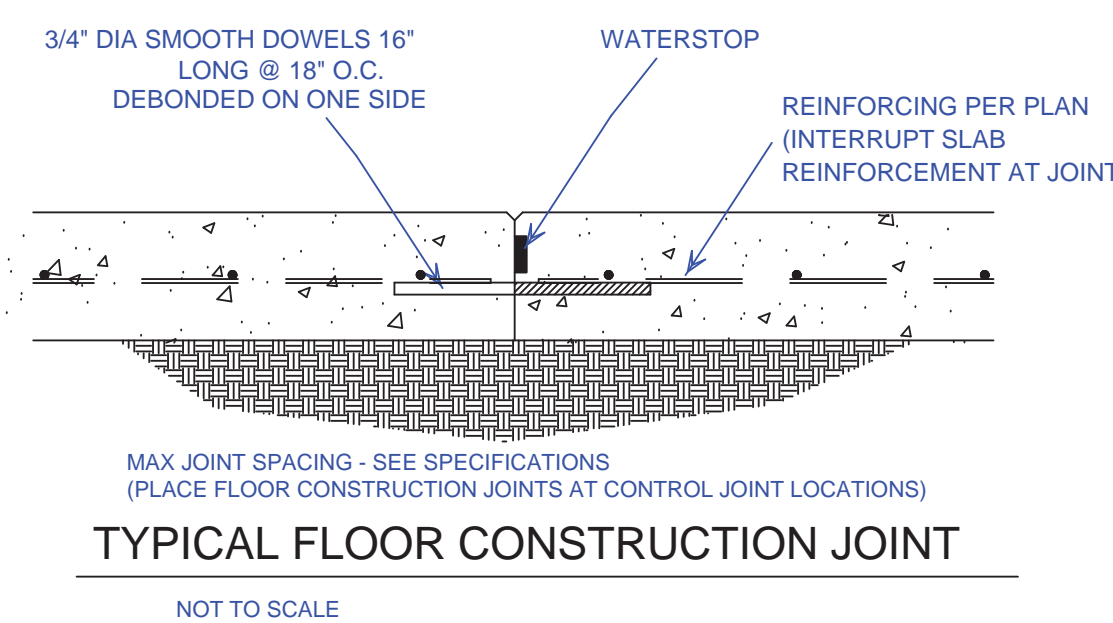 3/4" DIA SMOOTH DOWELS 16"
LONG @ 18" O.C.
DEBONDED ON ONE SIDE
WATERSTOP
REINFORCING PER PLAN
(INTERRUPT SLAB
REINFORCEMENT AT JOINT
MAX JOINT SPACING - SEE SPECIFICATIONS
(PLACE FLOOR CONSTRUCTION JOINTS AT CONTROL JOINT LOCATIONS)
TYPICAL FLOOR CONSTRUCTION JOINT
NOT TO SCALE